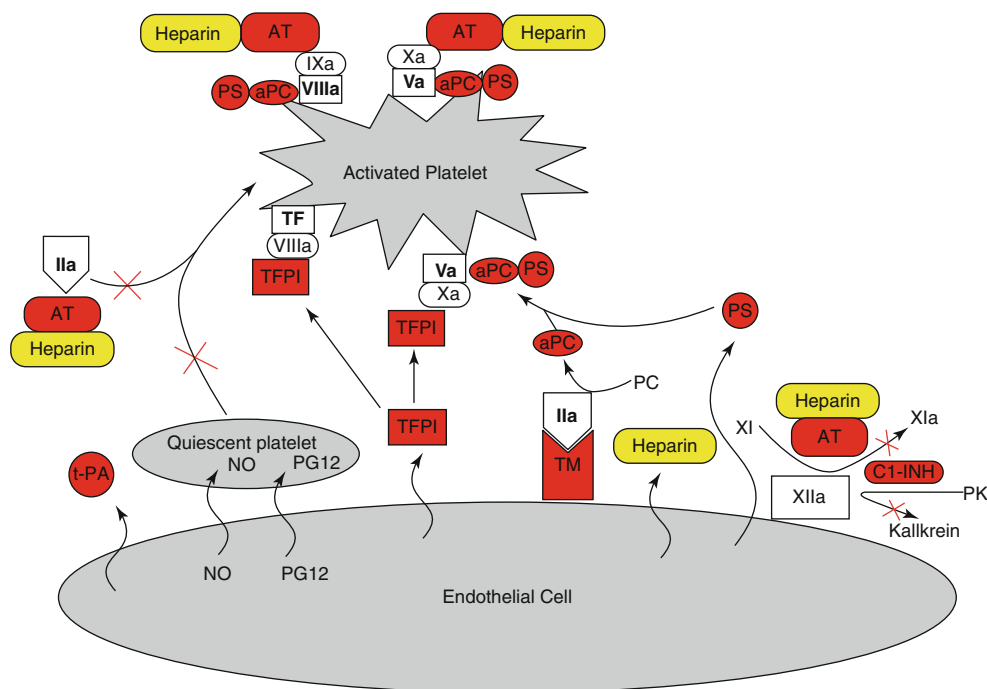 Heparin AT
IXa
PS aPC VIIIa
AT Heparin
Xa
Va aPC PS
Activated Platelet
TF
VIIIa
TFPI
IIa
AT
Heparin
Va aPC PS
Xa
TFPI
PS
aPC
PC
Quiescent platelet
NO PG12
TFPI
IIa
TM
Heparin
Heparin
AT
XI XIa
C1-INH
XIIa
PK
Kallkrein
t-PA
NO PG12
Endothelial Cell